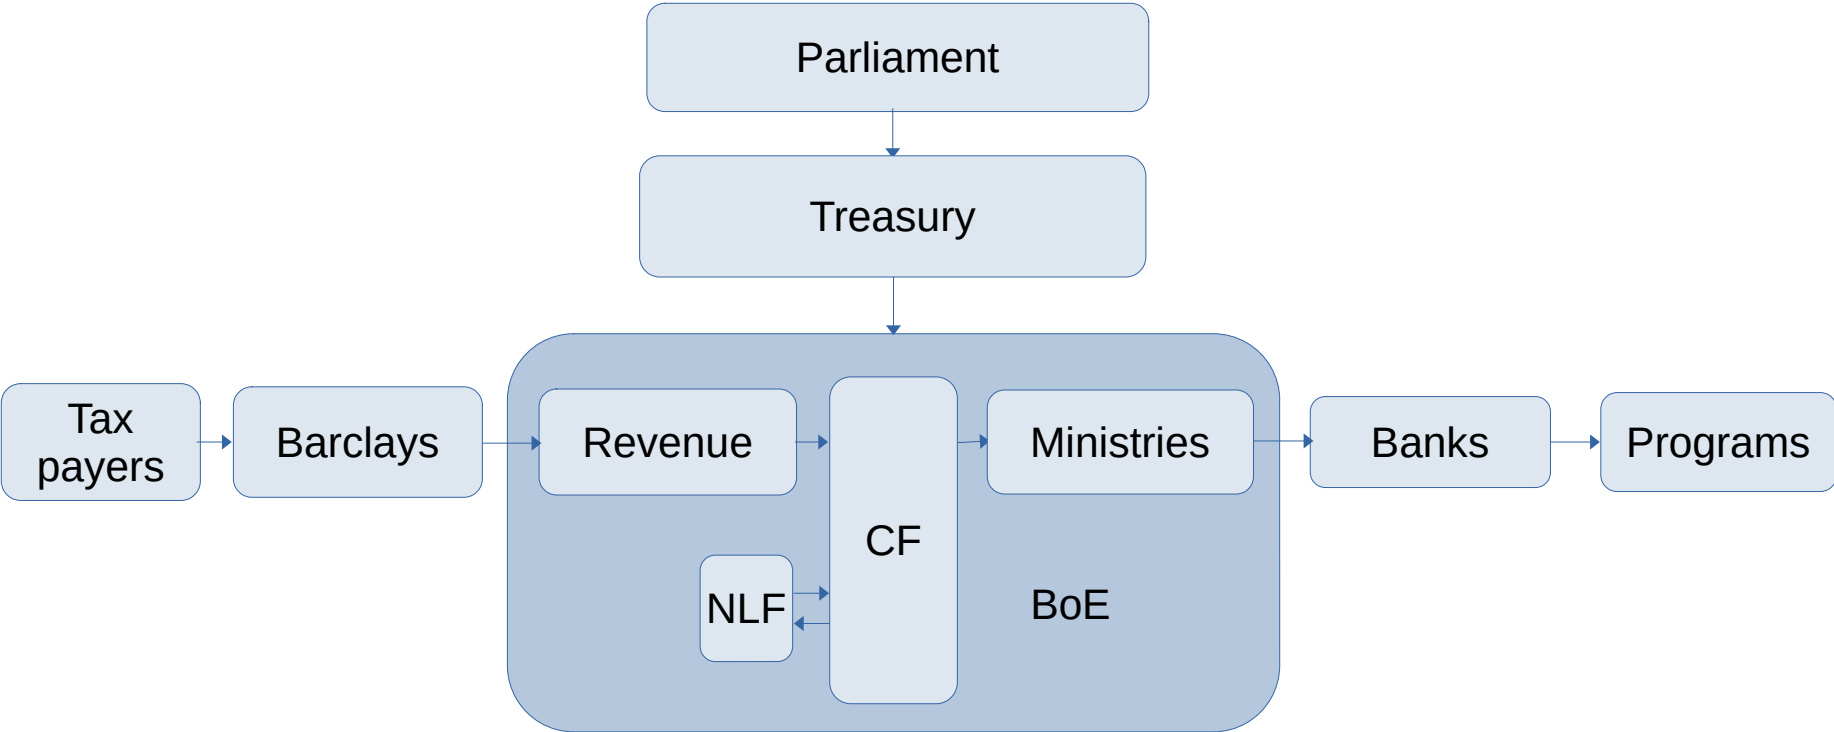 Parliament
Treasury
Tax
payers
Barclays
Revenue
CF
Ministries
Banks
Programs
NLF
BoE